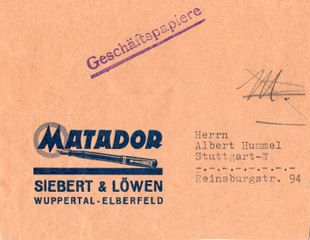 Geschäftspapiere
MATADOR
SIEBERT & LÖWEN
WUPPERTAL-ELBERFELD
Herrn
Albert Hummel
Stuttgart-W
-.-.-.-.-.-.-.-
Reinsburgstr. 94